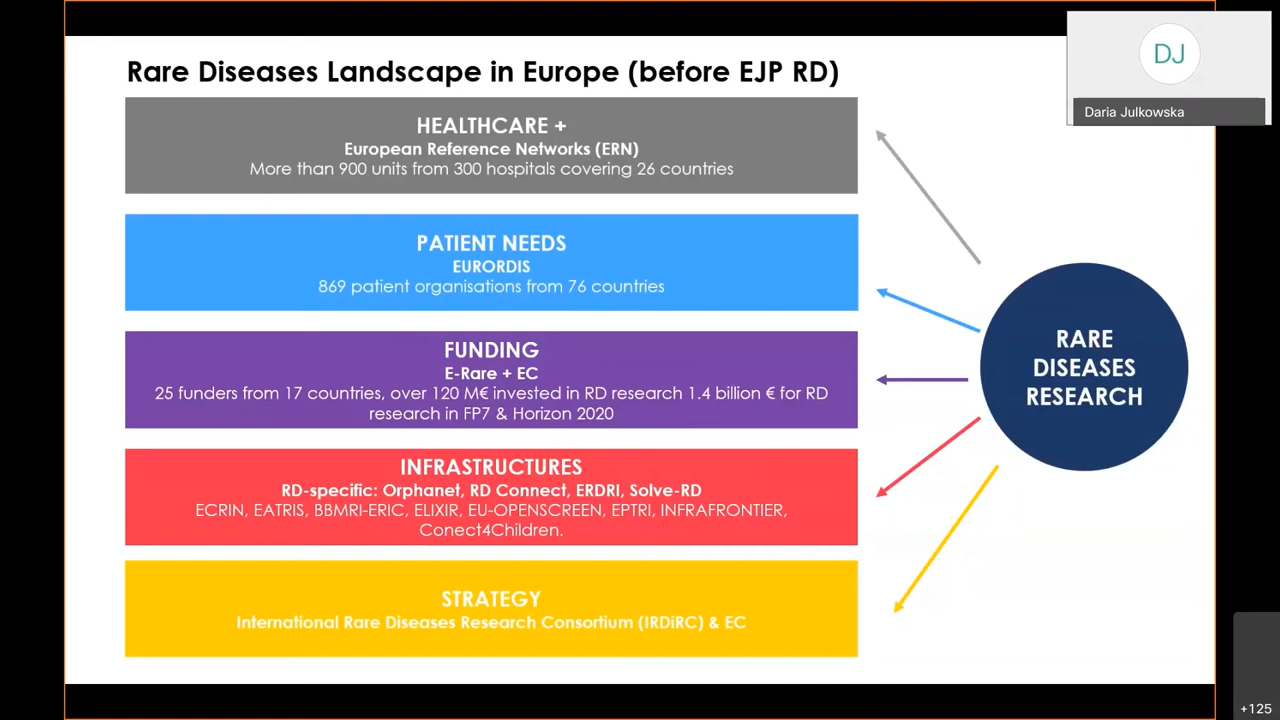 Rare Diseases Landscape in Europe (before EJP RD)
DJ
Daria Julkowska
HEALTHCARE +
European Reference Networks (ERN)
More than 900 units from 300 hospitals covering 26 countries
PATIENT NEEDS
EURORDIS
869 patient organisations from 76 countries
FUNDING
E-Rare + EC
25 funders from 17 countries, over 120 M€ invested in RD research 1.4 billion € for RD
research in FP7 & Horizon 2020
INFRASTRUCTURES
RD-specific: Orphanet, RD Connect, ERDRI, Solve-RD
ECRIN, EATRIS, BBMRI-ERIC, ELIXIR, EU-OPENSCREEN, EPTRI, INFRAFRONTIER,
Conect4Children.
STRATEGY
International Rare Diseases Research Consortium (IRDiRC) & EC
RARE
DISEASES
RESEARCH
+125